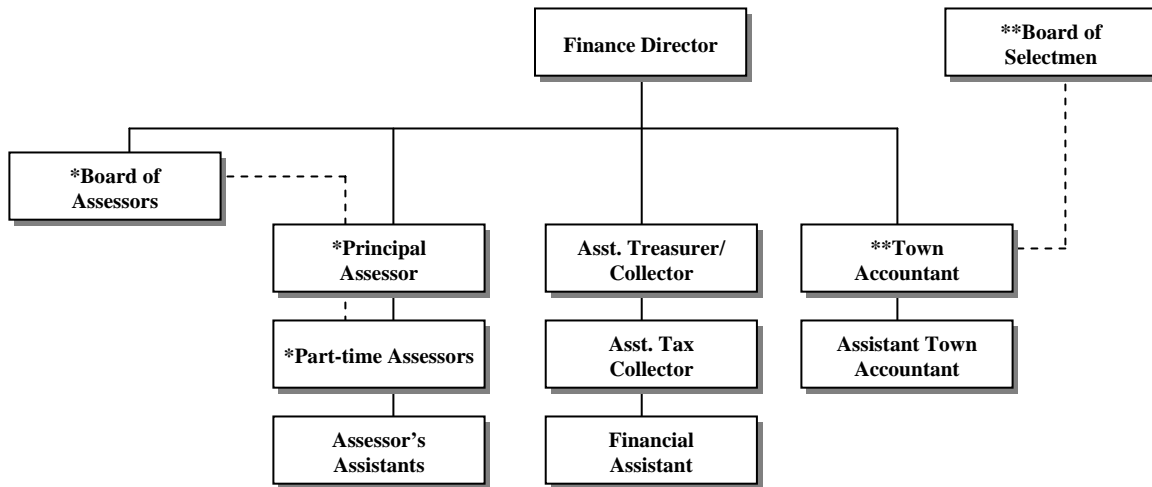 Finance Director
**Board of
Selectmen
*Board of
Assessors
*Principal
Assessor
Asst. Treasurer/
Collector
**Town
Accountant
*Part-time Assessors
Asst. Tax
Collector
Assistant Town
Accountant
Assessor’s
Assistants
Financial
Assistant